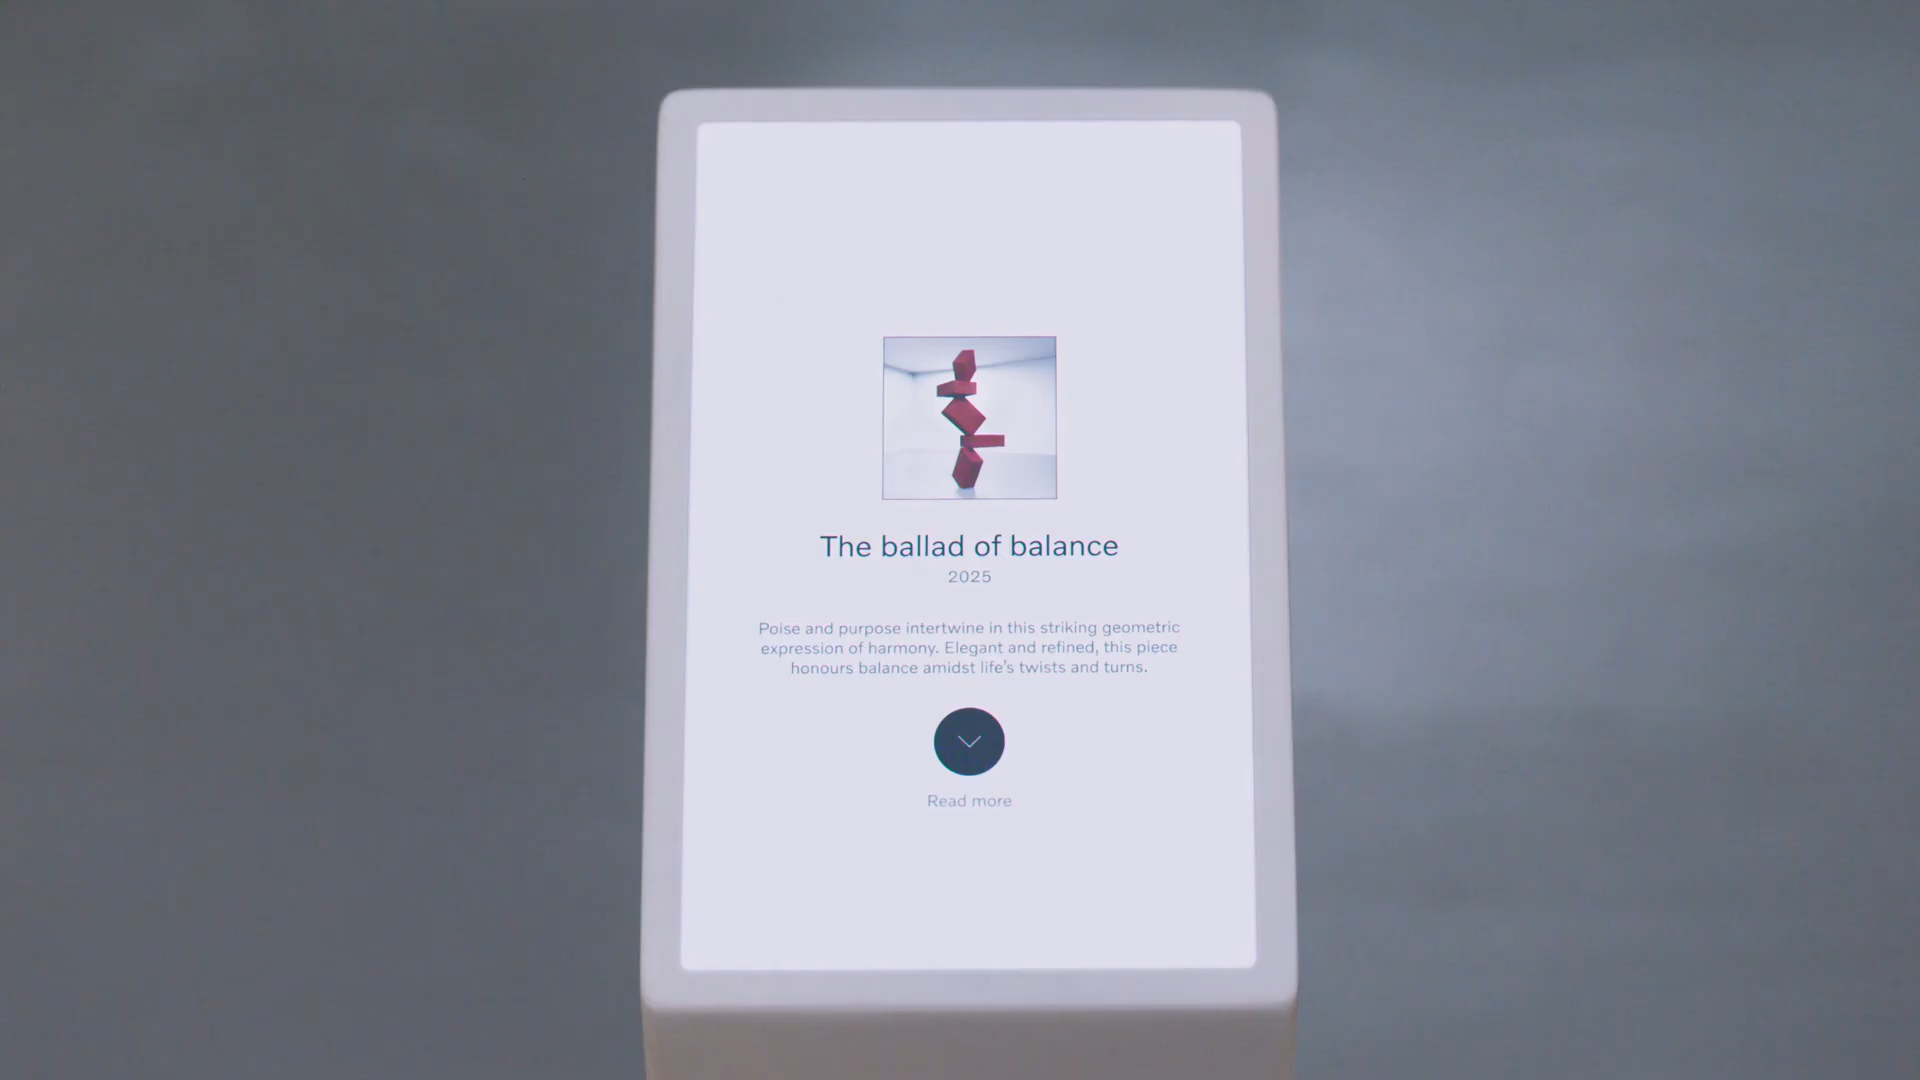 The ballad of balance
2025
Poise and purpose intertwine in this striking geometric
expression of harmony. Elegant and refined, this piece
honours balance amidst life's twists and turns.
Read more